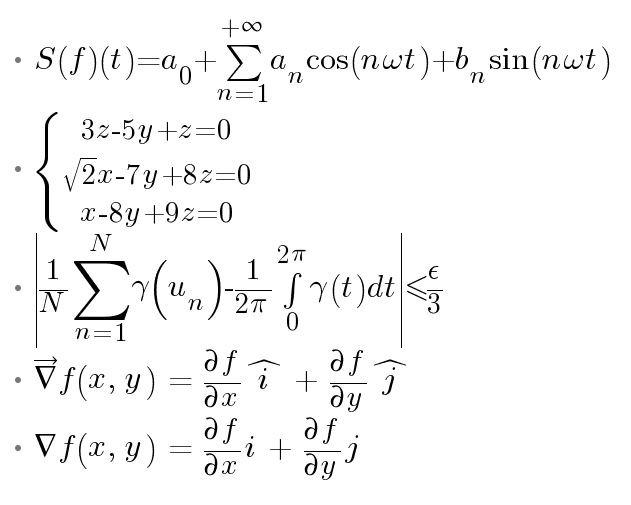 • S(f)(t)=a₀+∑_{n=1}^{+∞} aₙcos(nωt)+bₙsin(nωt)
• { 3z-5y+z=0
√2x-7y+8z=0
x-8y+9z=0
• |1/N ∑_{n=1}^{N} γ(uₙ)-1/2π ∫_{0}^{2π} γ(t)dt|⩽ϵ/3
• ∇⃗f(x, y) = ∂f/∂x î + ∂f/∂y ĵ
• ∇f(x, y) = ∂f/∂x i + ∂f/∂y j